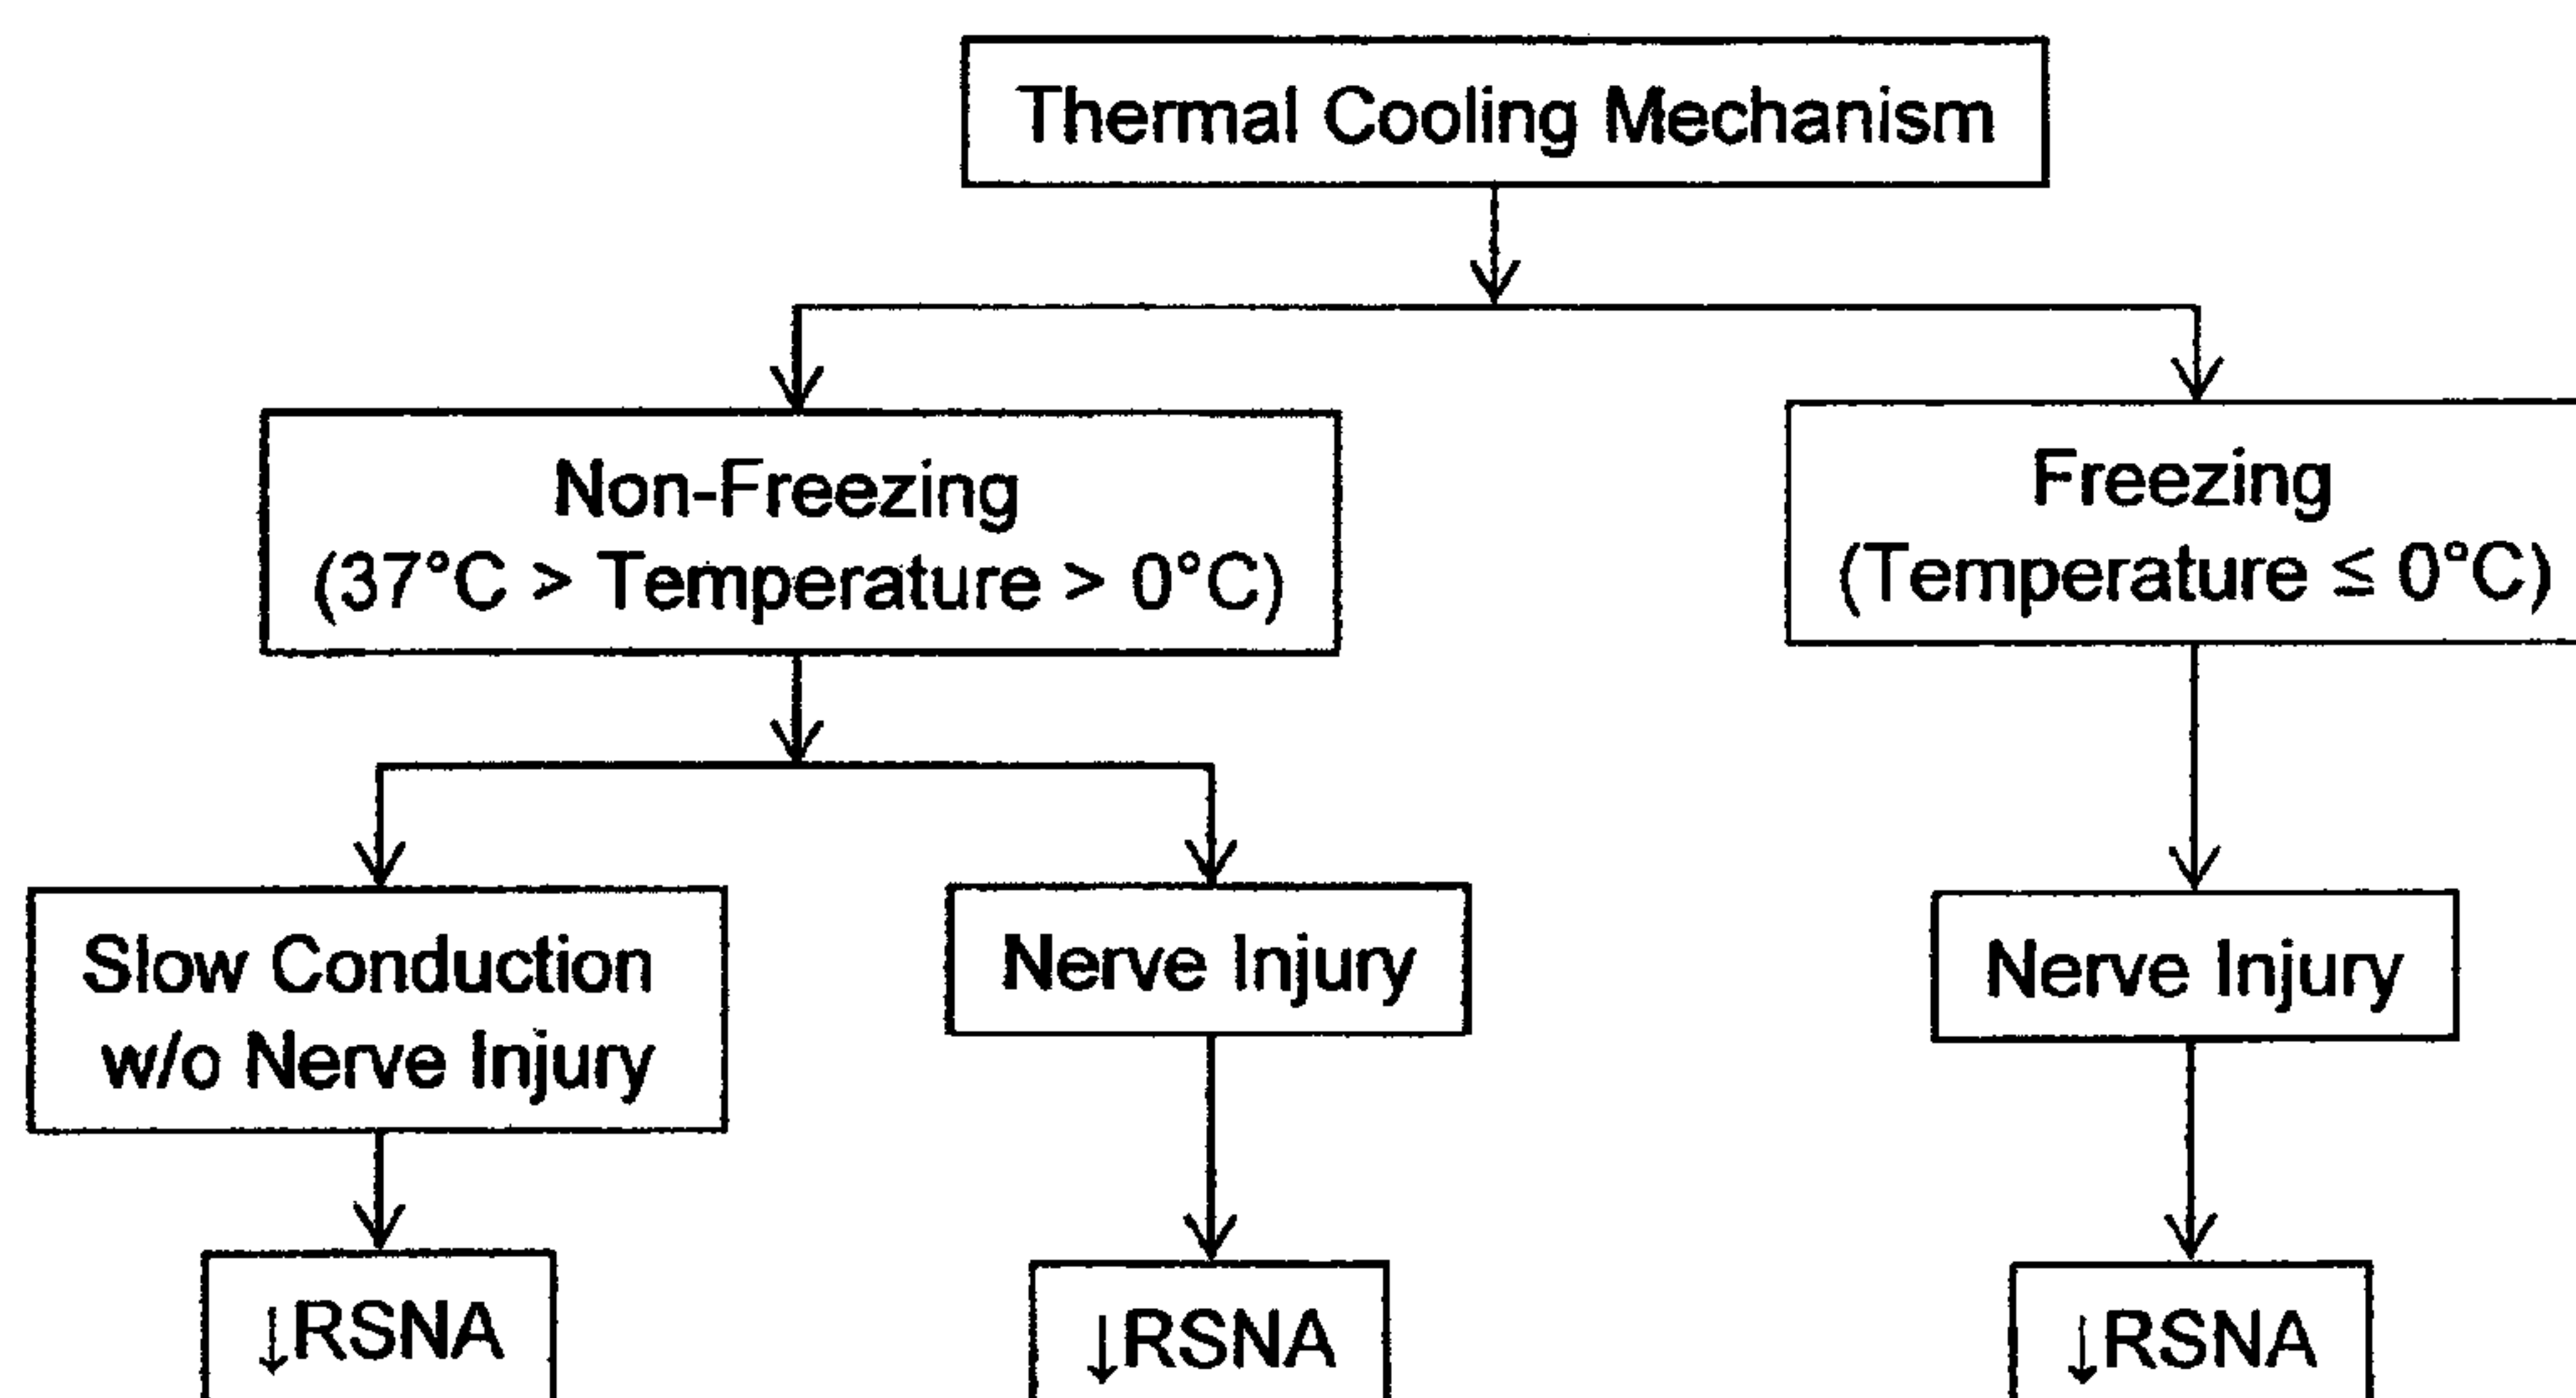 Thermal Cooling Mechanism
Non-Freezing
(37°C > Temperature > 0°C)
Freezing
(Temperature ≤ 0°C)
Slow Conduction
w/o Nerve Injury
Nerve Injury
Nerve Injury
↓RSNA
↓RSNA
↓RSNA